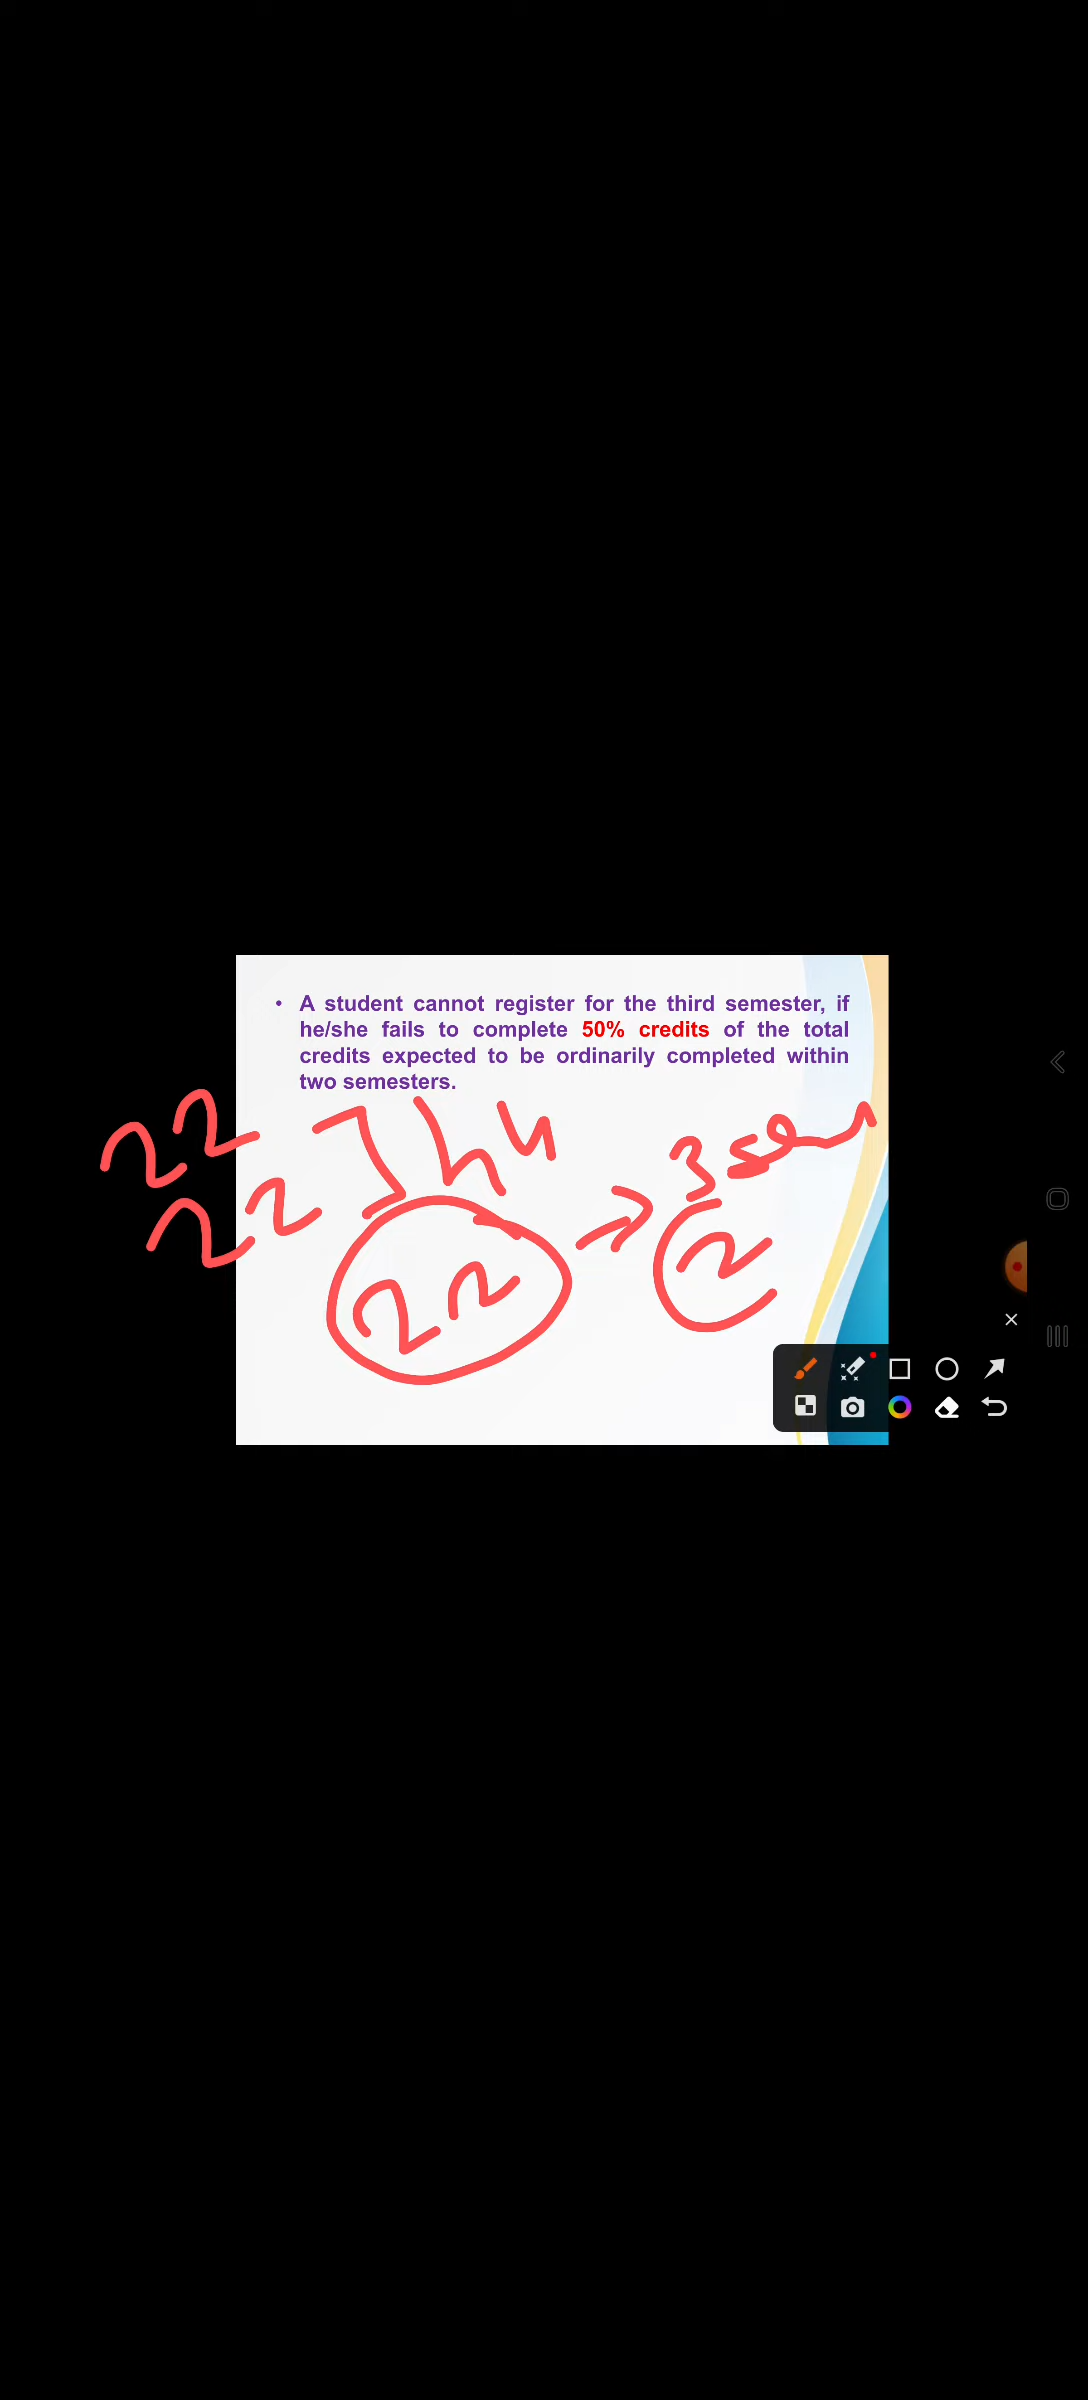 • A student cannot register for the third semester, if
he/she fails to complete 50% credits of the total
credits expected to be ordinarily completed within
two semesters.
22
22
44
3 sem
22
2